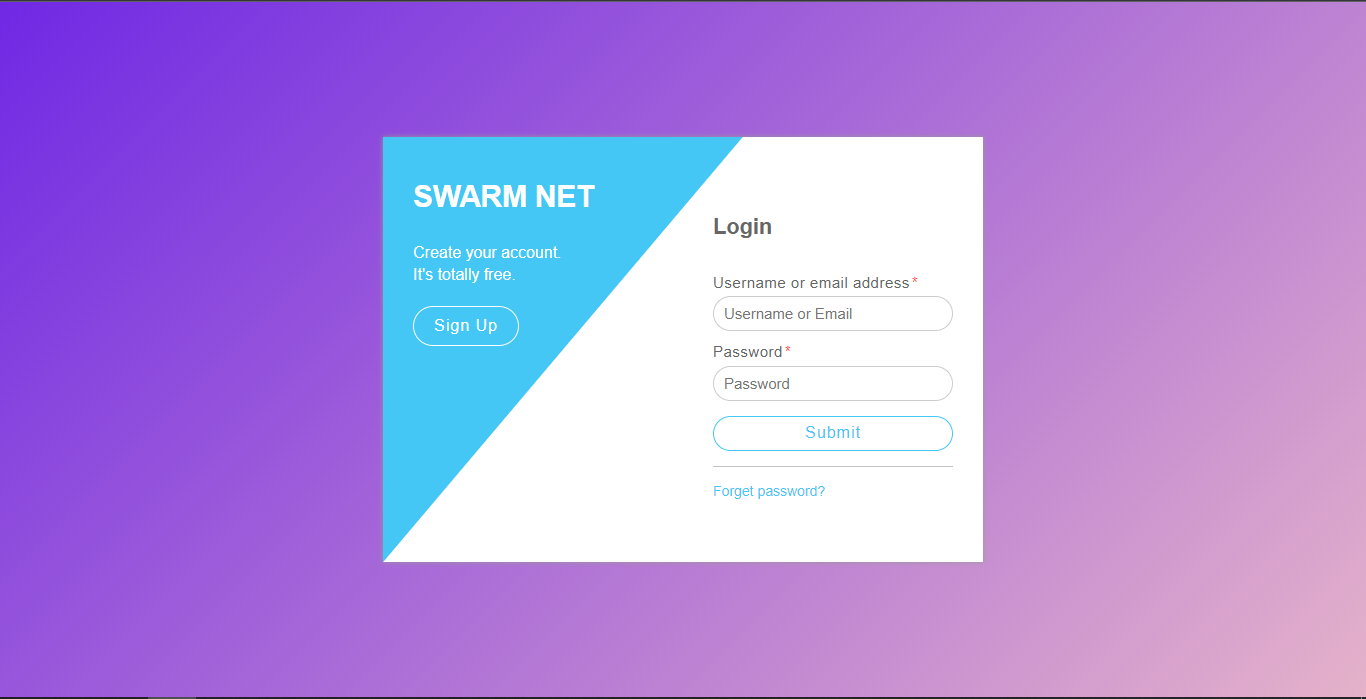 SWARM NET
Create your account.
It's totally free.
Sign Up
Login
Username or email address*
Username or Email
Password*
Password
Submit
Forget password?